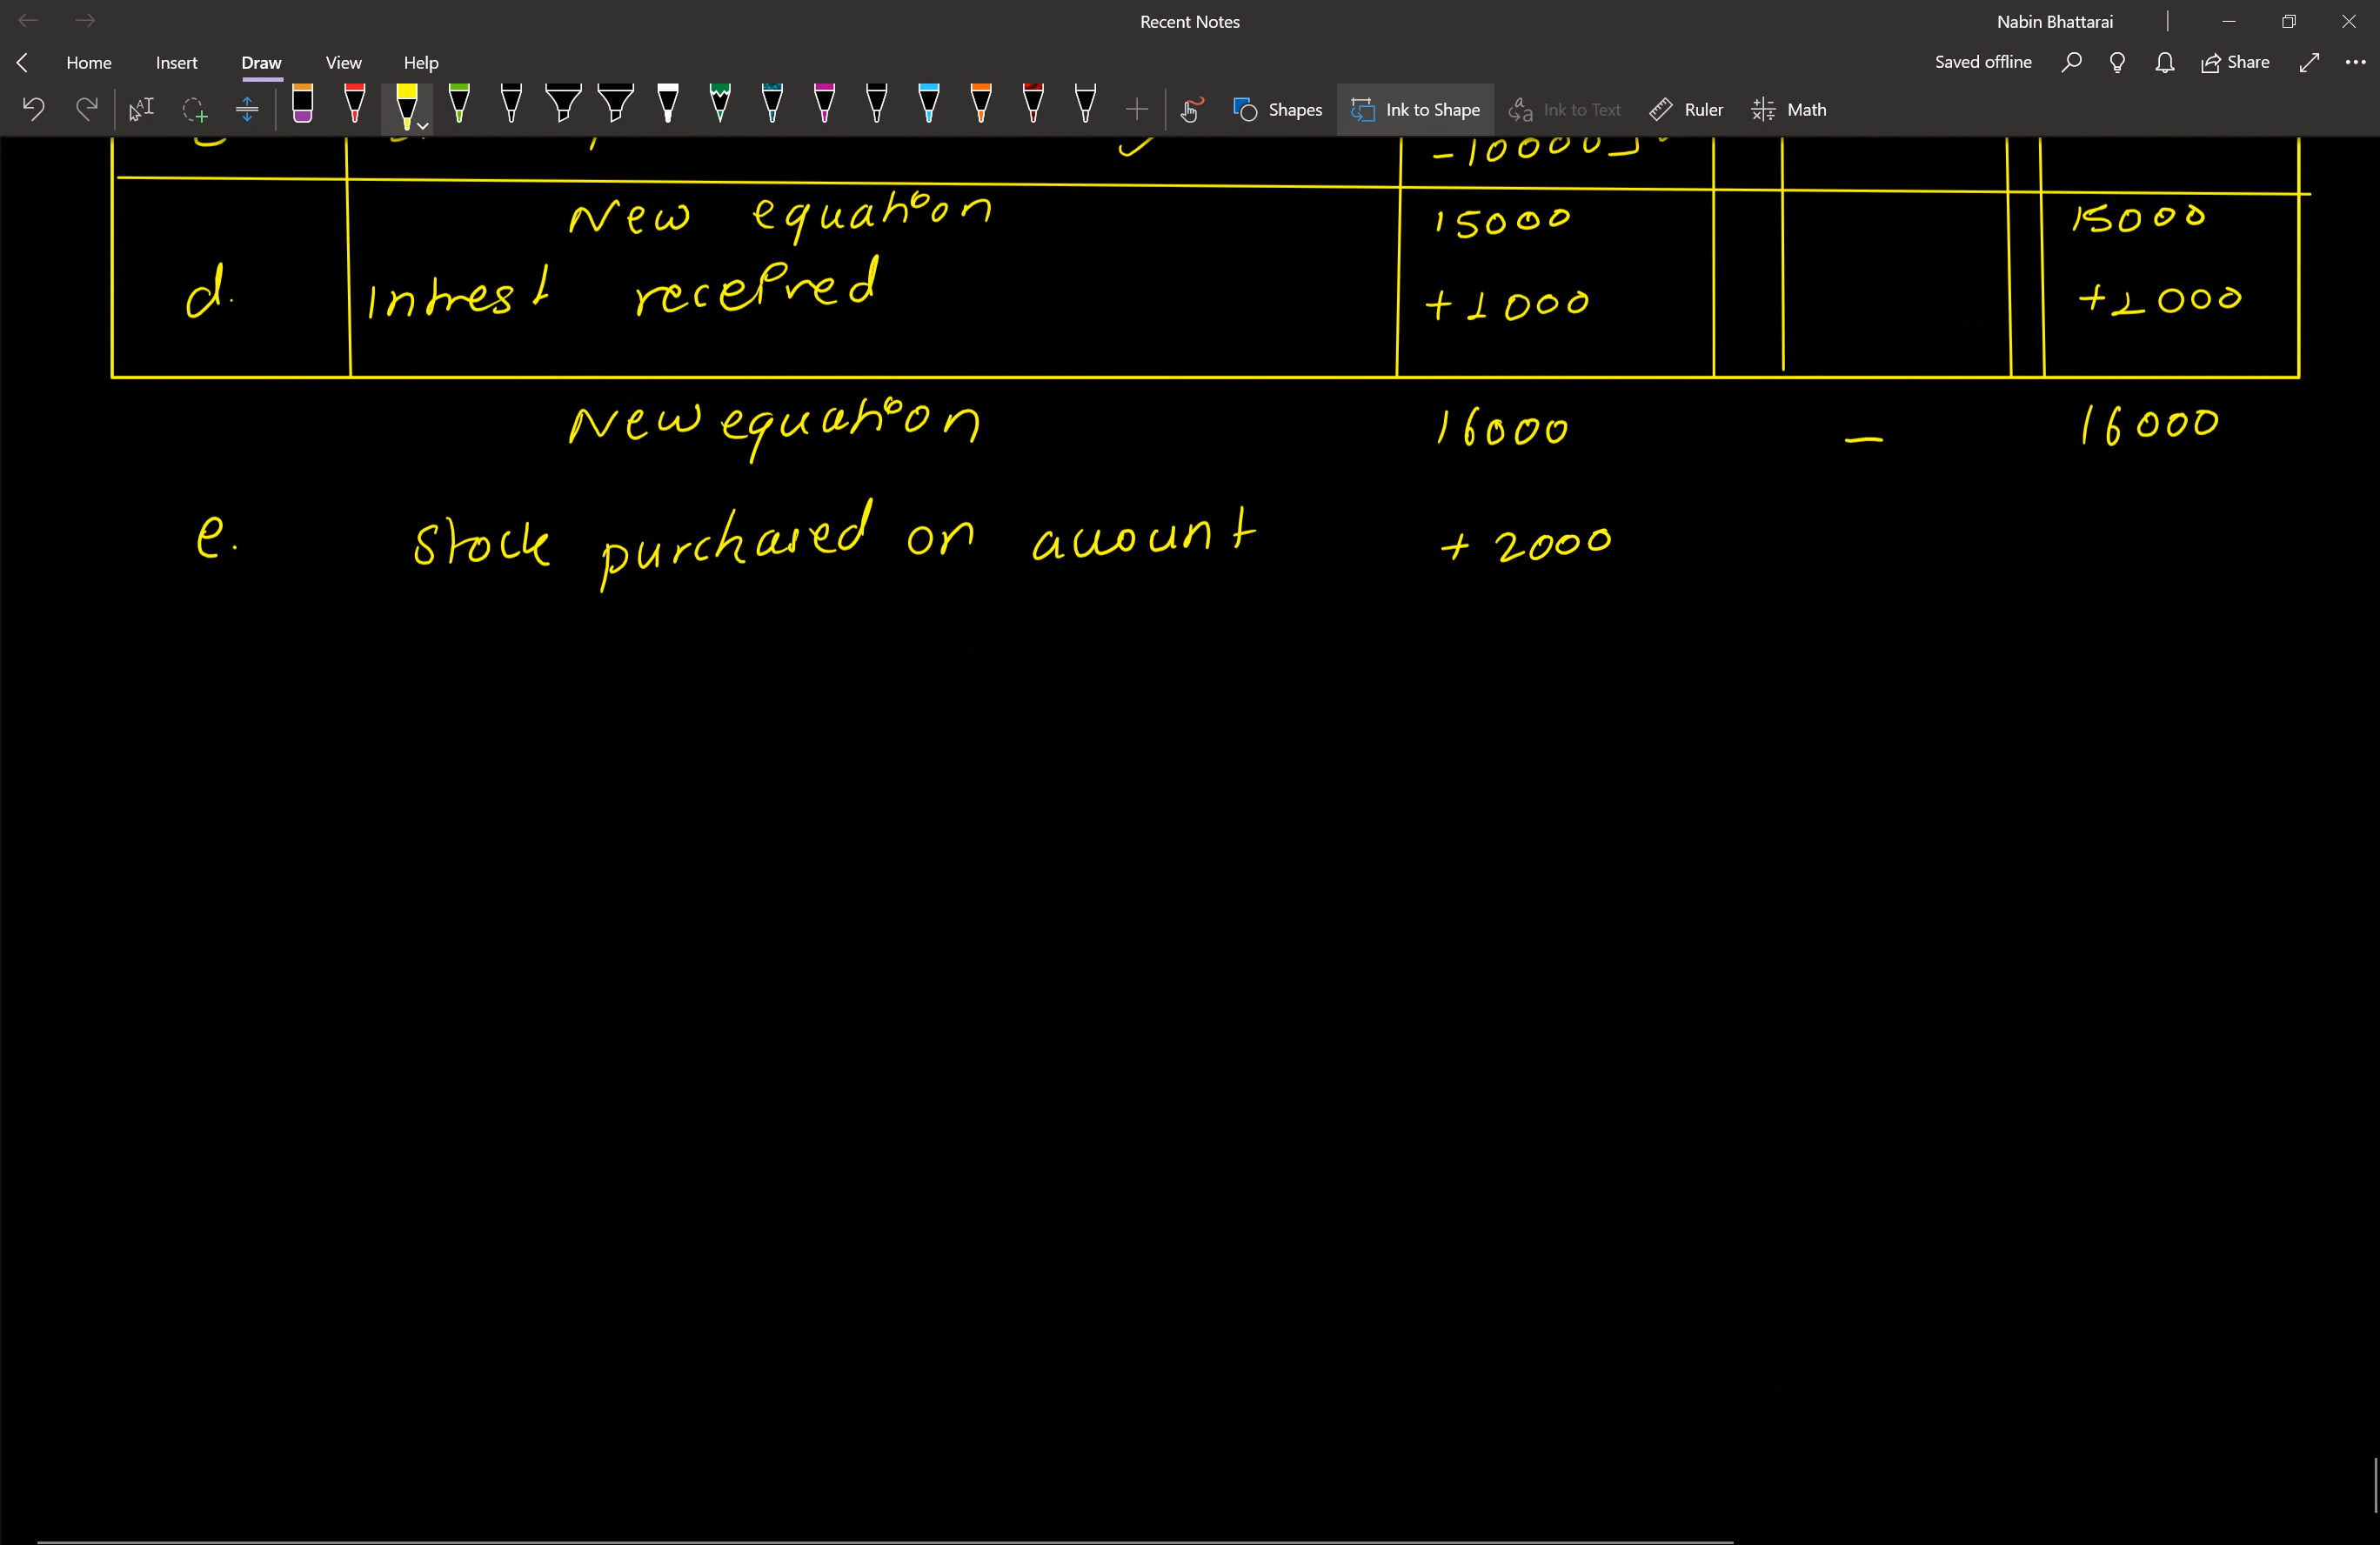 Recent Notes
Nabin Bhattarai
Home Insert Draw View Help
Saved offline
Share
Shapes Ink to Shape Ink to Text Ruler Math
-10000
New equation 15000 15000
d. Intrest received +1000 +1000
New equation 16000 - 16000
e. Stock purchased on account + 2000